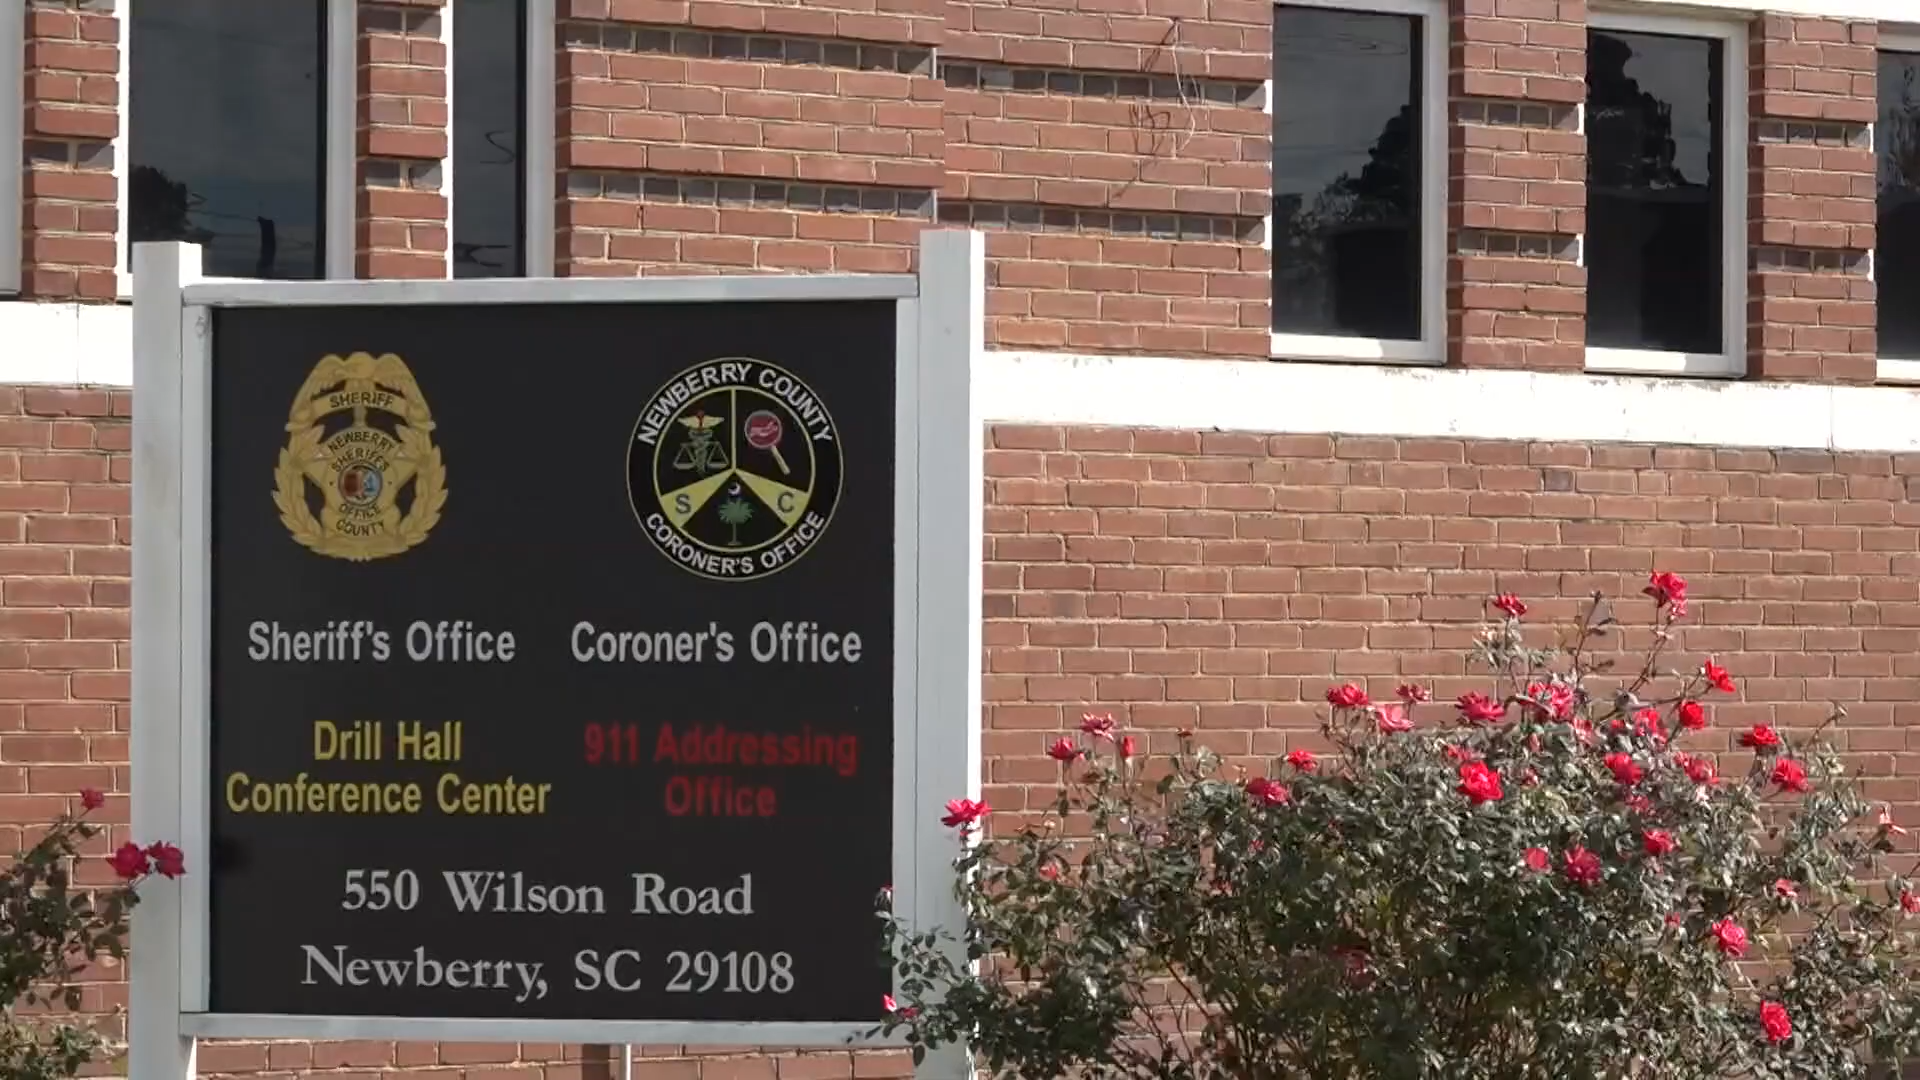 SHERIFF
NEWBERRY
SHERIFF'S
OFFICE
COUNTY
NEWBERRY COUNTY
S C
CORONER'S OFFICE
Sheriff's Office
Coroner's Office
Drill Hall
Conference Center
911 Addressing
Office
550 Wilson Road
Newberry, SC 29108